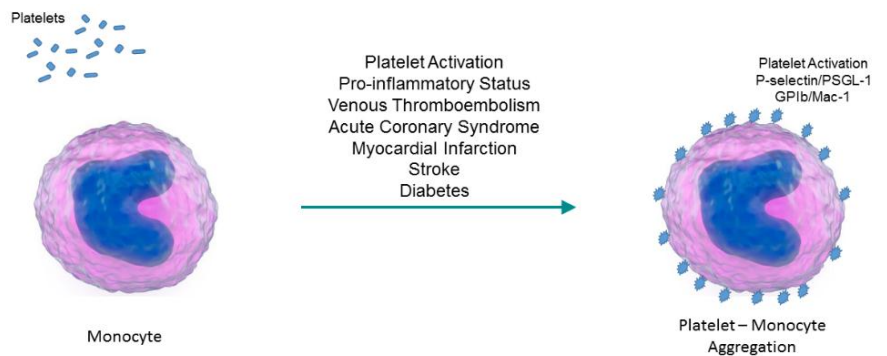 Platelets
Platelet Activation
Pro-inflammatory Status
Venous Thromboembolism
Acute Coronary Syndrome
Myocardial Infarction
Stroke
Diabetes
Platelet Activation
P-selectin/PSGL-1
GPIb/Mac-1
Monocyte
Platelet – Monocyte
Aggregation